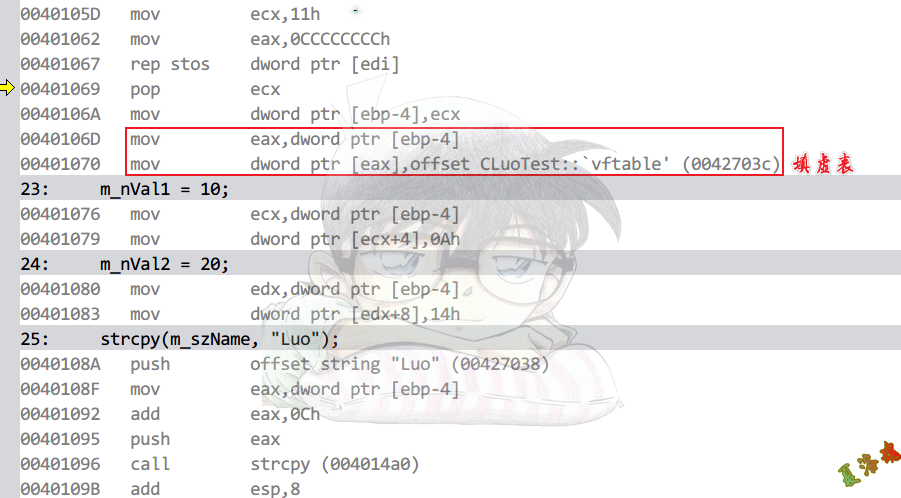 0040105D mov ecx,11h
00401062 mov eax,0CCCCCCCCh
00401067 rep stos dword ptr [edi]
00401069 pop ecx
0040106A mov dword ptr [ebp-4],ecx
0040106D mov eax,dword ptr [ebp-4]
00401070 mov dword ptr [eax],offset CLuoTest::`vftable' (0042703c) 填虚表
23: m_nVal1 = 10;
00401076 mov ecx,dword ptr [ebp-4]
00401079 mov dword ptr [ecx+4],0Ah
24: m_nVal2 = 20;
00401080 mov edx,dword ptr [ebp-4]
00401083 mov dword ptr [edx+8],14h
25: strcpy(m_szName, "Luo");
0040108A push offset string "Luo" (00427038)
0040108F mov eax,dword ptr [ebp-4]
00401092 add eax,0Ch
00401095 push eax
00401096 call strcpy (004014a0)
0040109B add esp,8